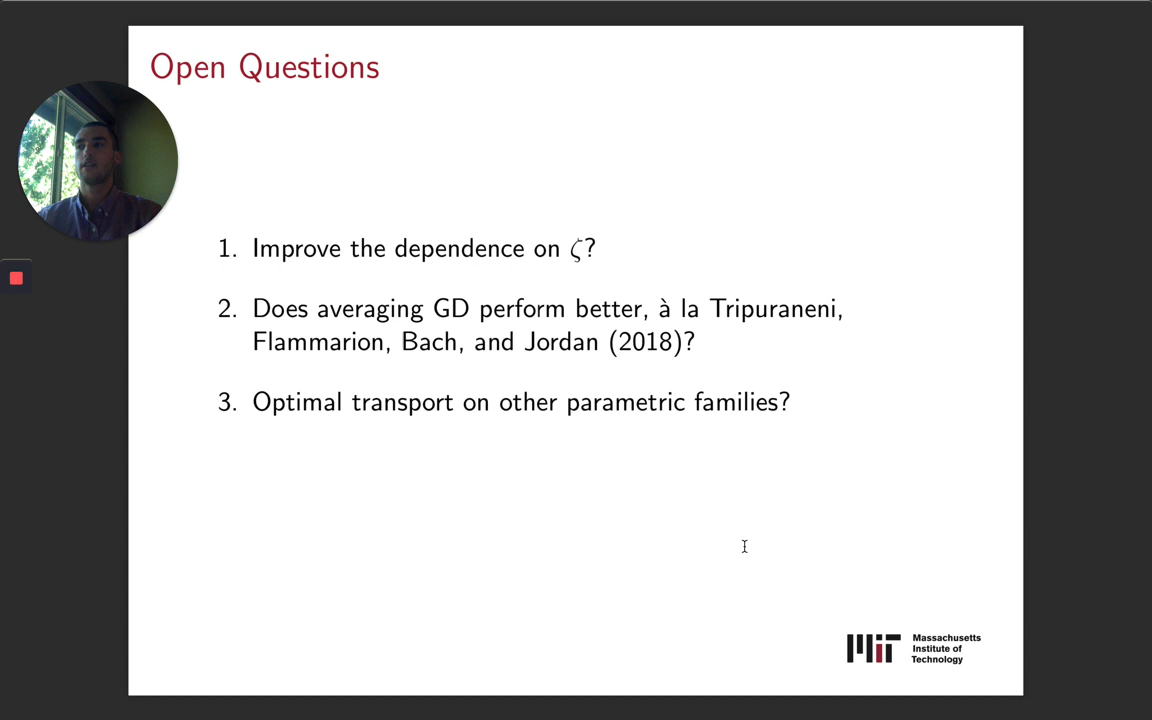 Open Questions
1. Improve the dependence on ζ?
2. Does averaging GD perform better, à la Tripuraneni,
Flammarion, Bach, and Jordan (2018)?
3. Optimal transport on other parametric families?
Massachusetts
Institute of
Technology